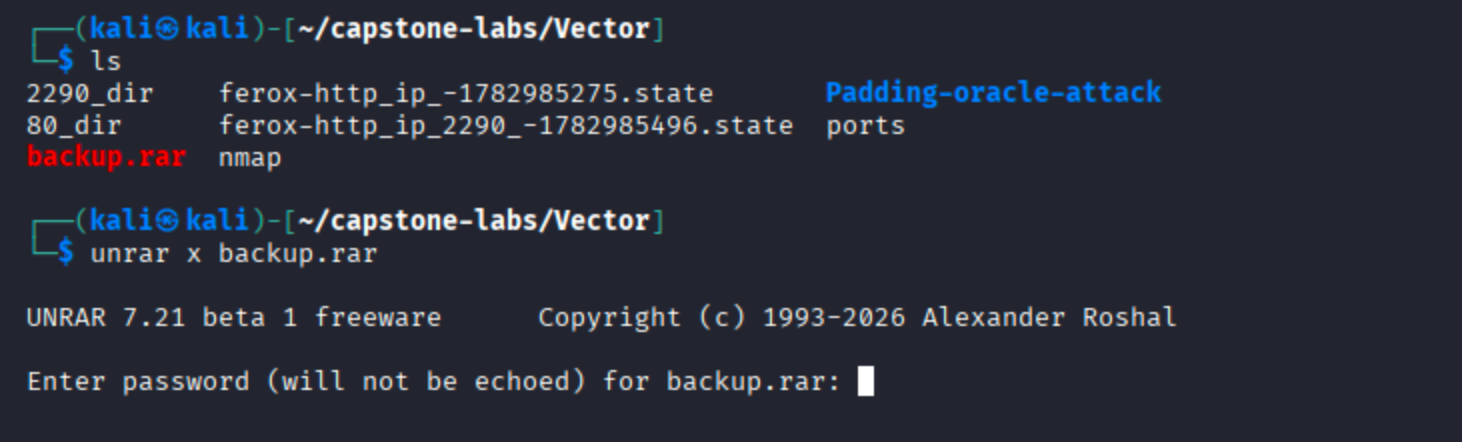 ┌──(kali㉿kali)-[~/capstone-labs/Vector]
└─$ ls
2290_dir    ferox-http_ip_-1782985275.state       Padding-oracle-attack
80_dir      ferox-http_ip_2290_-1782985496.state  ports
backup.rar  nmap
┌──(kali㉿kali)-[~/capstone-labs/Vector]
└─$ unrar x backup.rar
UNRAR 7.21 beta 1 freeware      Copyright (c) 1993-2026 Alexander Roshal
Enter password (will not be echoed) for backup.rar: